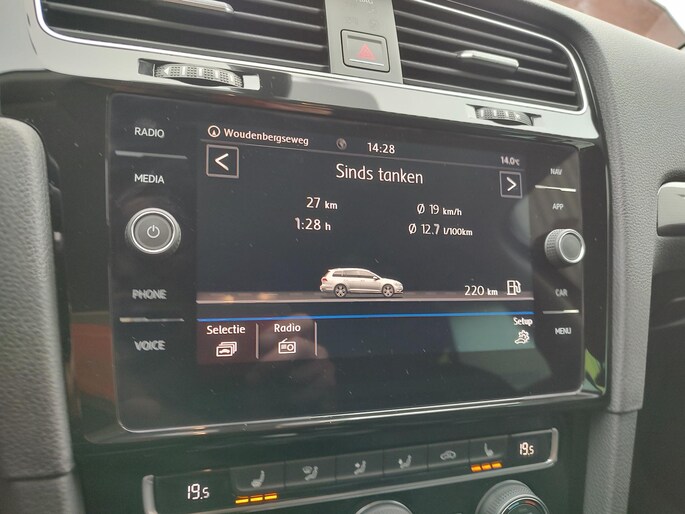 RADIO
MEDIA
PHONE
VOICE
Woudenbergseweg 14:28
14.0°C
Sinds tanken
27 km Ø 19 km/h
1:28 h Ø 12.7 l/100km
220 km
Selectie Radio Setup
NAV
APP
CAR
MENU
19.5 19.5